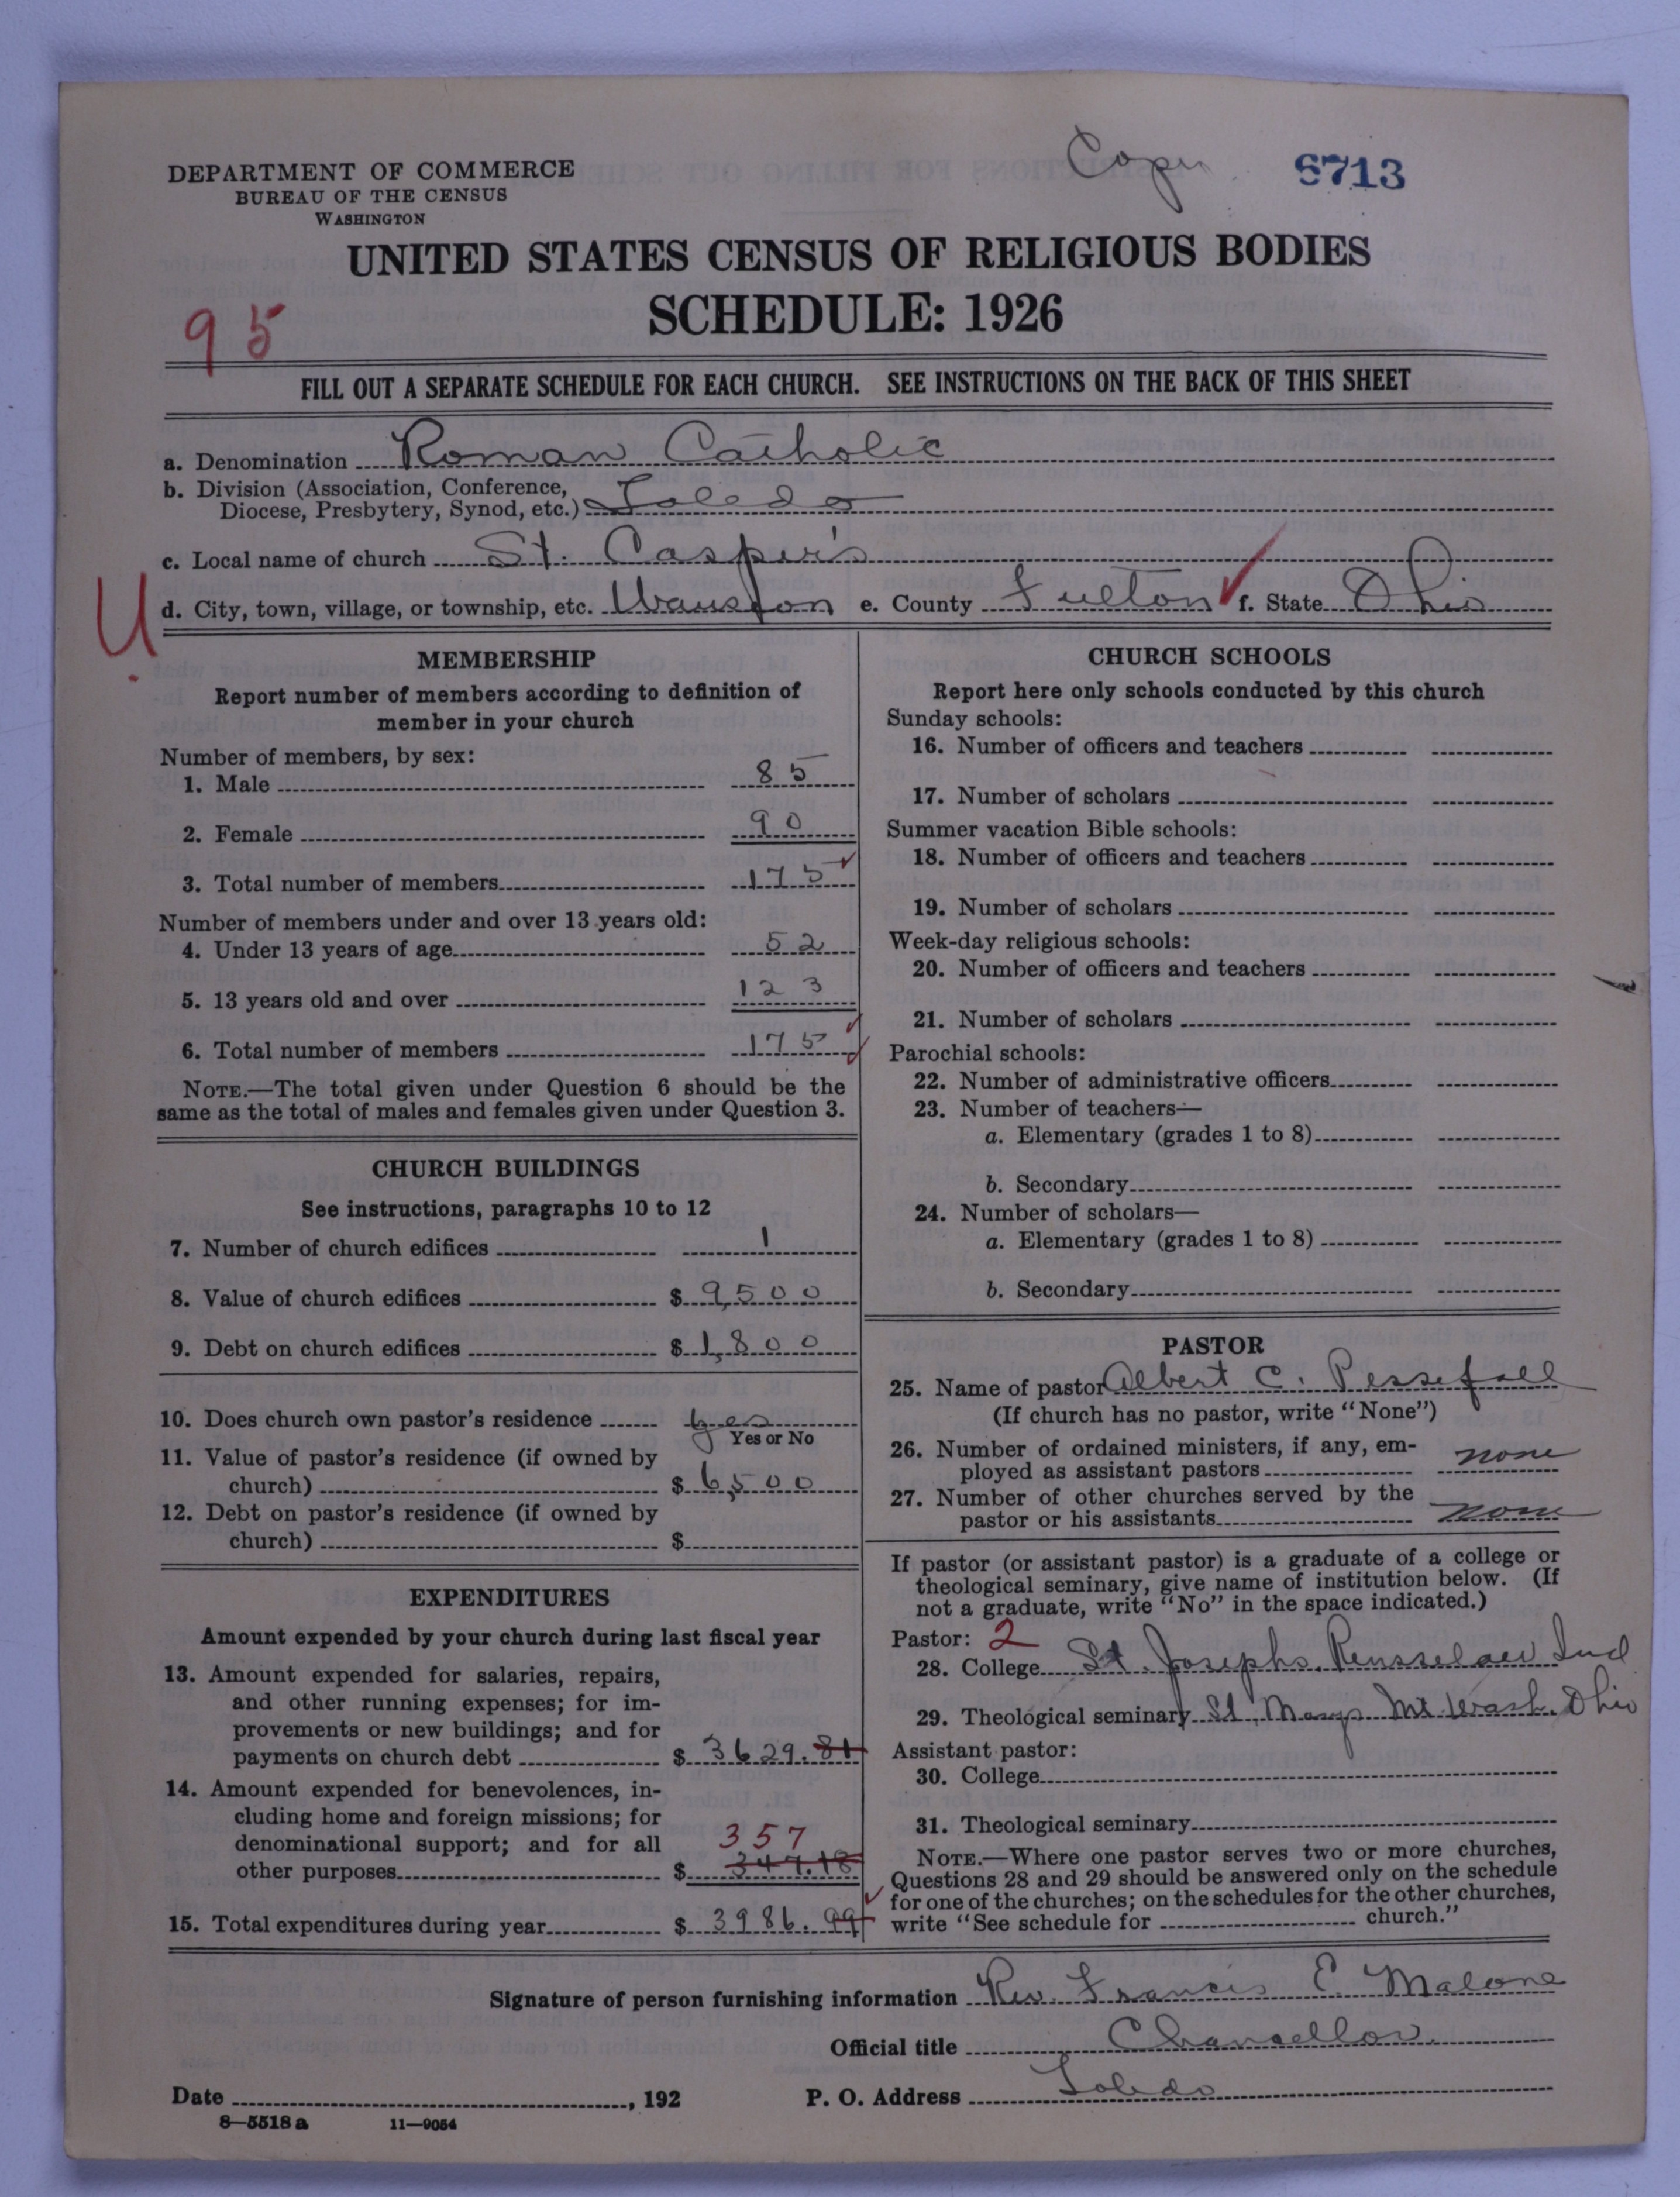 Copy
6713
DEPARTMENT OF COMMERCE
BUREAU OF THE CENSUS
WASHINGTON
UNITED STATES CENSUS OF RELIGIOUS BODIES
SCHEDULE: 1926
95
FILL OUT A SEPARATE SCHEDULE FOR EACH CHURCH. SEE INSTRUCTIONS ON THE BACK OF THIS SHEET
a. Denomination Roman Catholic
b. Division (Association, Conference, Diocese, Presbytery, Synod, etc.) Toledo
c. Local name of church St. Casper's
U
d. City, town, village, or township, etc. Wauseon e. County Fulton f. State Ohio
MEMBERSHIP
Report number of members according to definition of
member in your church
Number of members, by sex:
1. Male 85
2. Female 90
3. Total number of members 175
Number of members under and over 13 years old:
4. Under 13 years of age 52
5. 13 years old and over 123
6. Total number of members 175
NOTE.—The total given under Question 6 should be the
same as the total of males and females given under Question 3.
CHURCH BUILDINGS
See instructions, paragraphs 10 to 12
7. Number of church edifices 1
8. Value of church edifices $ 9,500
9. Debt on church edifices $ 1,800
10. Does church own pastor's residence yes
Yes or No
11. Value of pastor's residence (if owned by
church) $ 6,500
12. Debt on pastor's residence (if owned by
church) $
EXPENDITURES
Amount expended by your church during last fiscal year
13. Amount expended for salaries, repairs,
and other running expenses; for im-
provements or new buildings; and for
payments on church debt $ 3629.81
14. Amount expended for benevolences, in-
cluding home and foreign missions; for
denominational support; and for all 357
other purposes $ 347.18
15. Total expenditures during year $ 3986.99
CHURCH SCHOOLS
Report here only schools conducted by this church
Sunday schools:
16. Number of officers and teachers
17. Number of scholars
Summer vacation Bible schools:
18. Number of officers and teachers
19. Number of scholars
Week-day religious schools:
20. Number of officers and teachers
21. Number of scholars
Parochial schools:
22. Number of administrative officers
23. Number of teachers—
a. Elementary (grades 1 to 8)
b. Secondary
24. Number of scholars—
a. Elementary (grades 1 to 8)
b. Secondary
PASTOR
25. Name of pastor Albert C. Pessefall
(If church has no pastor, write "None")
26. Number of ordained ministers, if any, em-
ployed as assistant pastors none
27. Number of other churches served by the
pastor or his assistants none
If pastor (or assistant pastor) is a graduate of a college or
theological seminary, give name of institution below. (If
not a graduate, write "No" in the space indicated.)
Pastor: 2
28. College St. Josephs. Rensselaer Ind
29. Theological seminary St. Marys Mt. Wash. Ohio
Assistant pastor:
30. College
31. Theological seminary
NOTE.—Where one pastor serves two or more churches,
Questions 28 and 29 should be answered only on the schedule
for one of the churches; on the schedules for the other churches,
write "See schedule for church."
Signature of person furnishing information Rev. Francis E. Malone
Official title Chancellor
Date , 192 P. O. Address Toledo
8—5518 a 11—9054